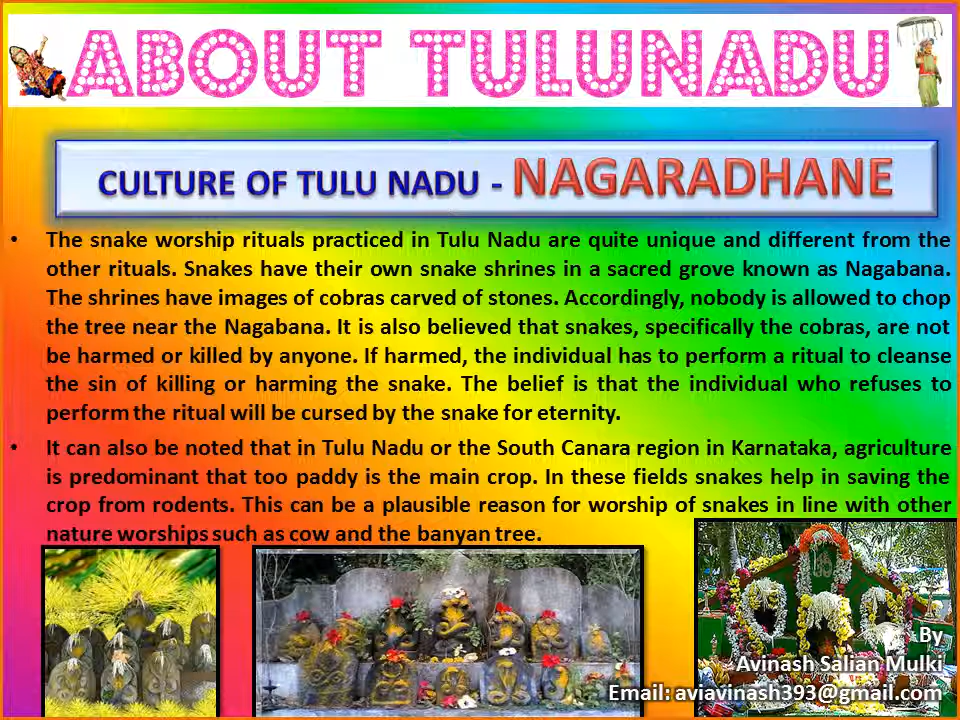 ABOUT TULUNADU
CULTURE OF TULU NADU - NAGARADHANE
• The snake worship rituals practiced in Tulu Nadu are quite unique and different from the
other rituals. Snakes have their own snake shrines in a sacred grove known as Nagabana.
The shrines have images of cobras carved of stones. Accordingly, nobody is allowed to chop
the tree near the Nagabana. It is also believed that snakes, specifically the cobras, are not
be harmed or killed by anyone. If harmed, the individual has to perform a ritual to cleanse
the sin of killing or harming the snake. The belief is that the individual who refuses to
perform the ritual will be cursed by the snake for eternity.
• It can also be noted that in Tulu Nadu or the South Canara region in Karnataka, agriculture
is predominant that too paddy is the main crop. In these fields snakes help in saving the
crop from rodents. This can be a plausible reason for worship of snakes in line with other
nature worships such as cow and the banyan tree.
By
Avinash Salian Mulki
Email: aviavinash393@gmail.com